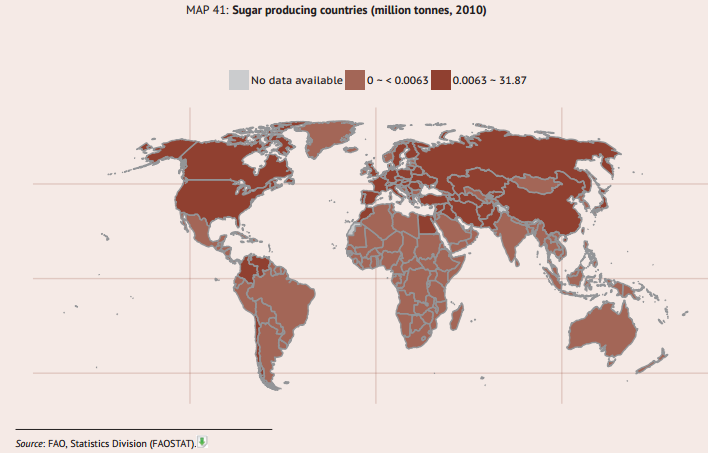 MAP 41: Sugar producing countries (million tonnes, 2010)
No data available 0 ~ < 0.0063 0.0063 ~ 31.87
Source: FAO, Statistics Division (FAOSTAT).